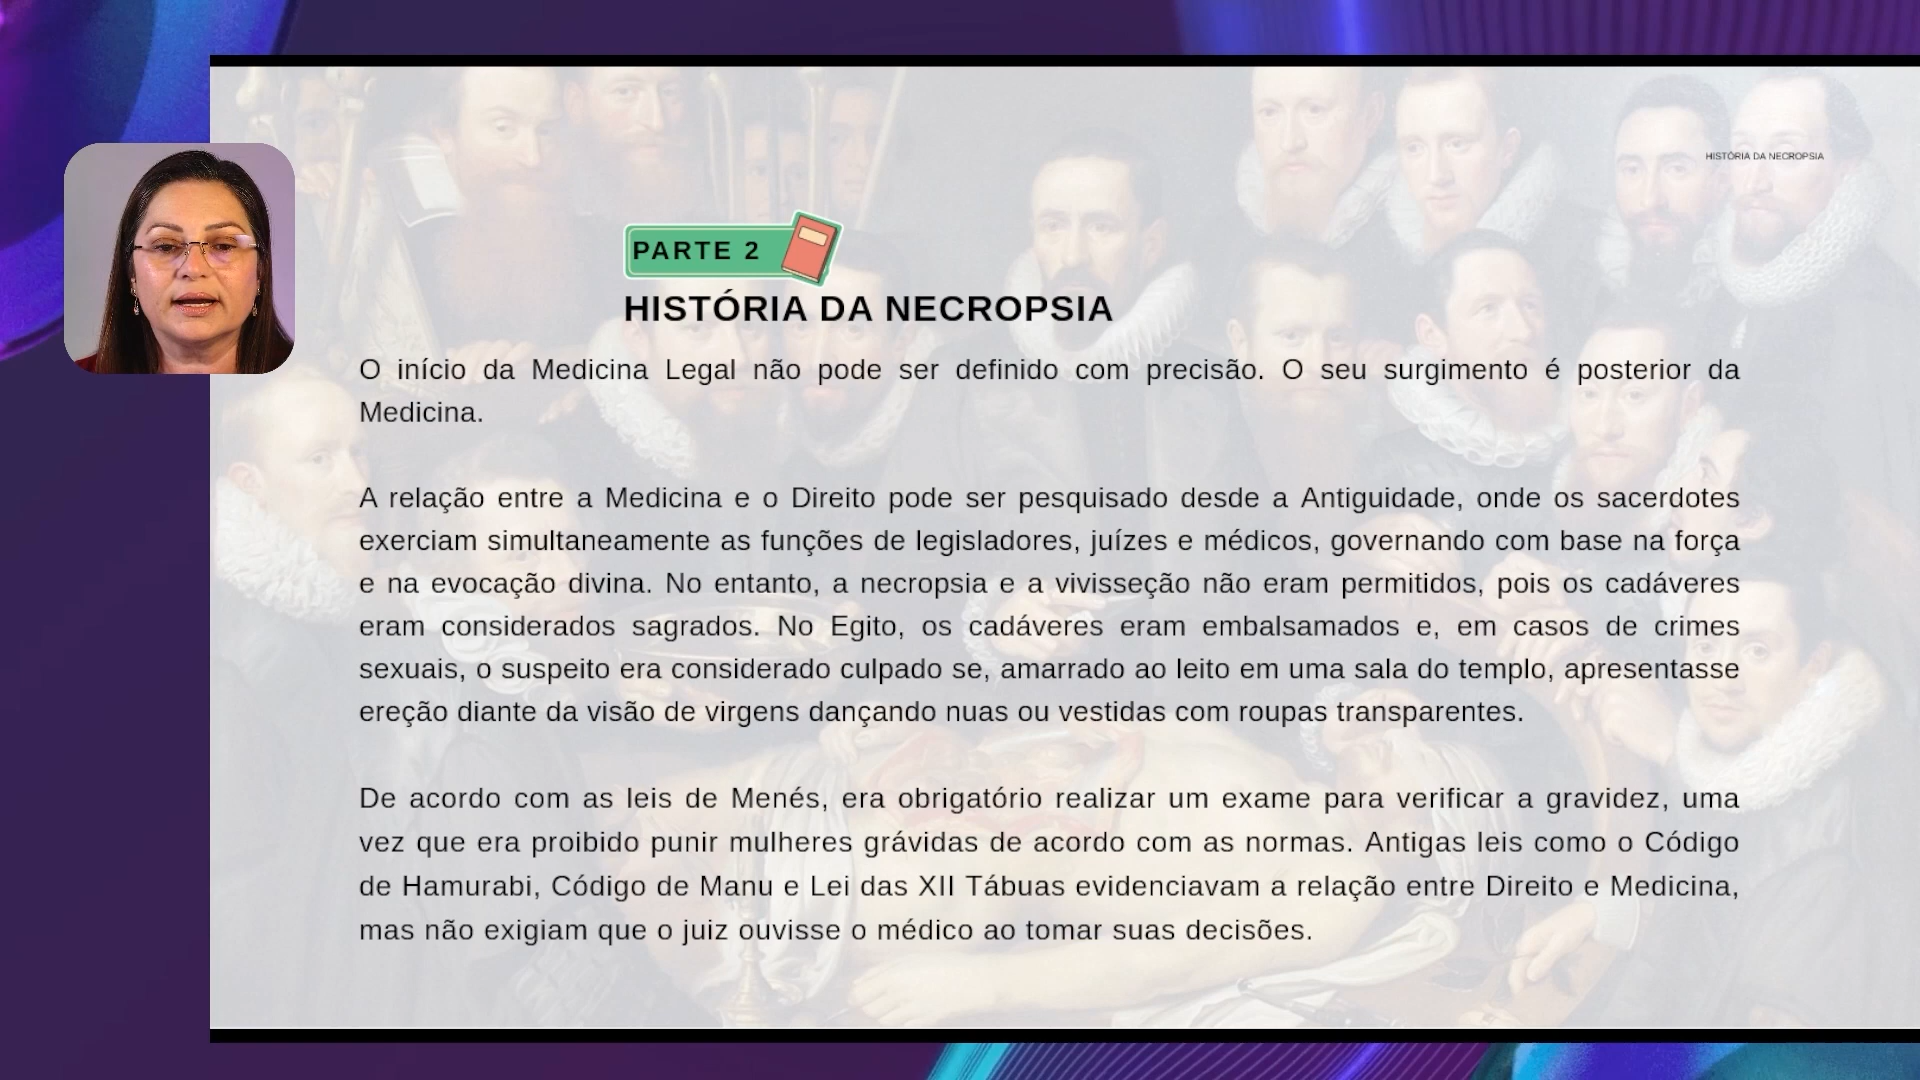 HISTÓRIA DA NECROPSIA
PARTE 2
HISTÓRIA DA NECROPSIA
O início da Medicina Legal não pode ser definido com precisão. O seu surgimento é posterior da
Medicina.
A relação entre a Medicina e o Direito pode ser pesquisado desde a Antiguidade, onde os sacerdotes
exerciam simultaneamente as funções de legisladores, juízes e médicos, governando com base na força
e na evocação divina. No entanto, a necropsia e a vivisseção não eram permitidos, pois os cadáveres
eram considerados sagrados. No Egito, os cadáveres eram embalsamados e, em casos de crimes
sexuais, o suspeito era considerado culpado se, amarrado ao leito em uma sala do templo, apresentasse
ereção diante da visão de virgens dançando nuas ou vestidas com roupas transparentes.
De acordo com as leis de Menés, era obrigatório realizar um exame para verificar a gravidez, uma
vez que era proibido punir mulheres grávidas de acordo com as normas. Antigas leis como o Código
de Hamurabi, Código de Manu e Lei das XII Tábuas evidenciavam a relação entre Direito e Medicina,
mas não exigiam que o juiz ouvisse o médico ao tomar suas decisões.